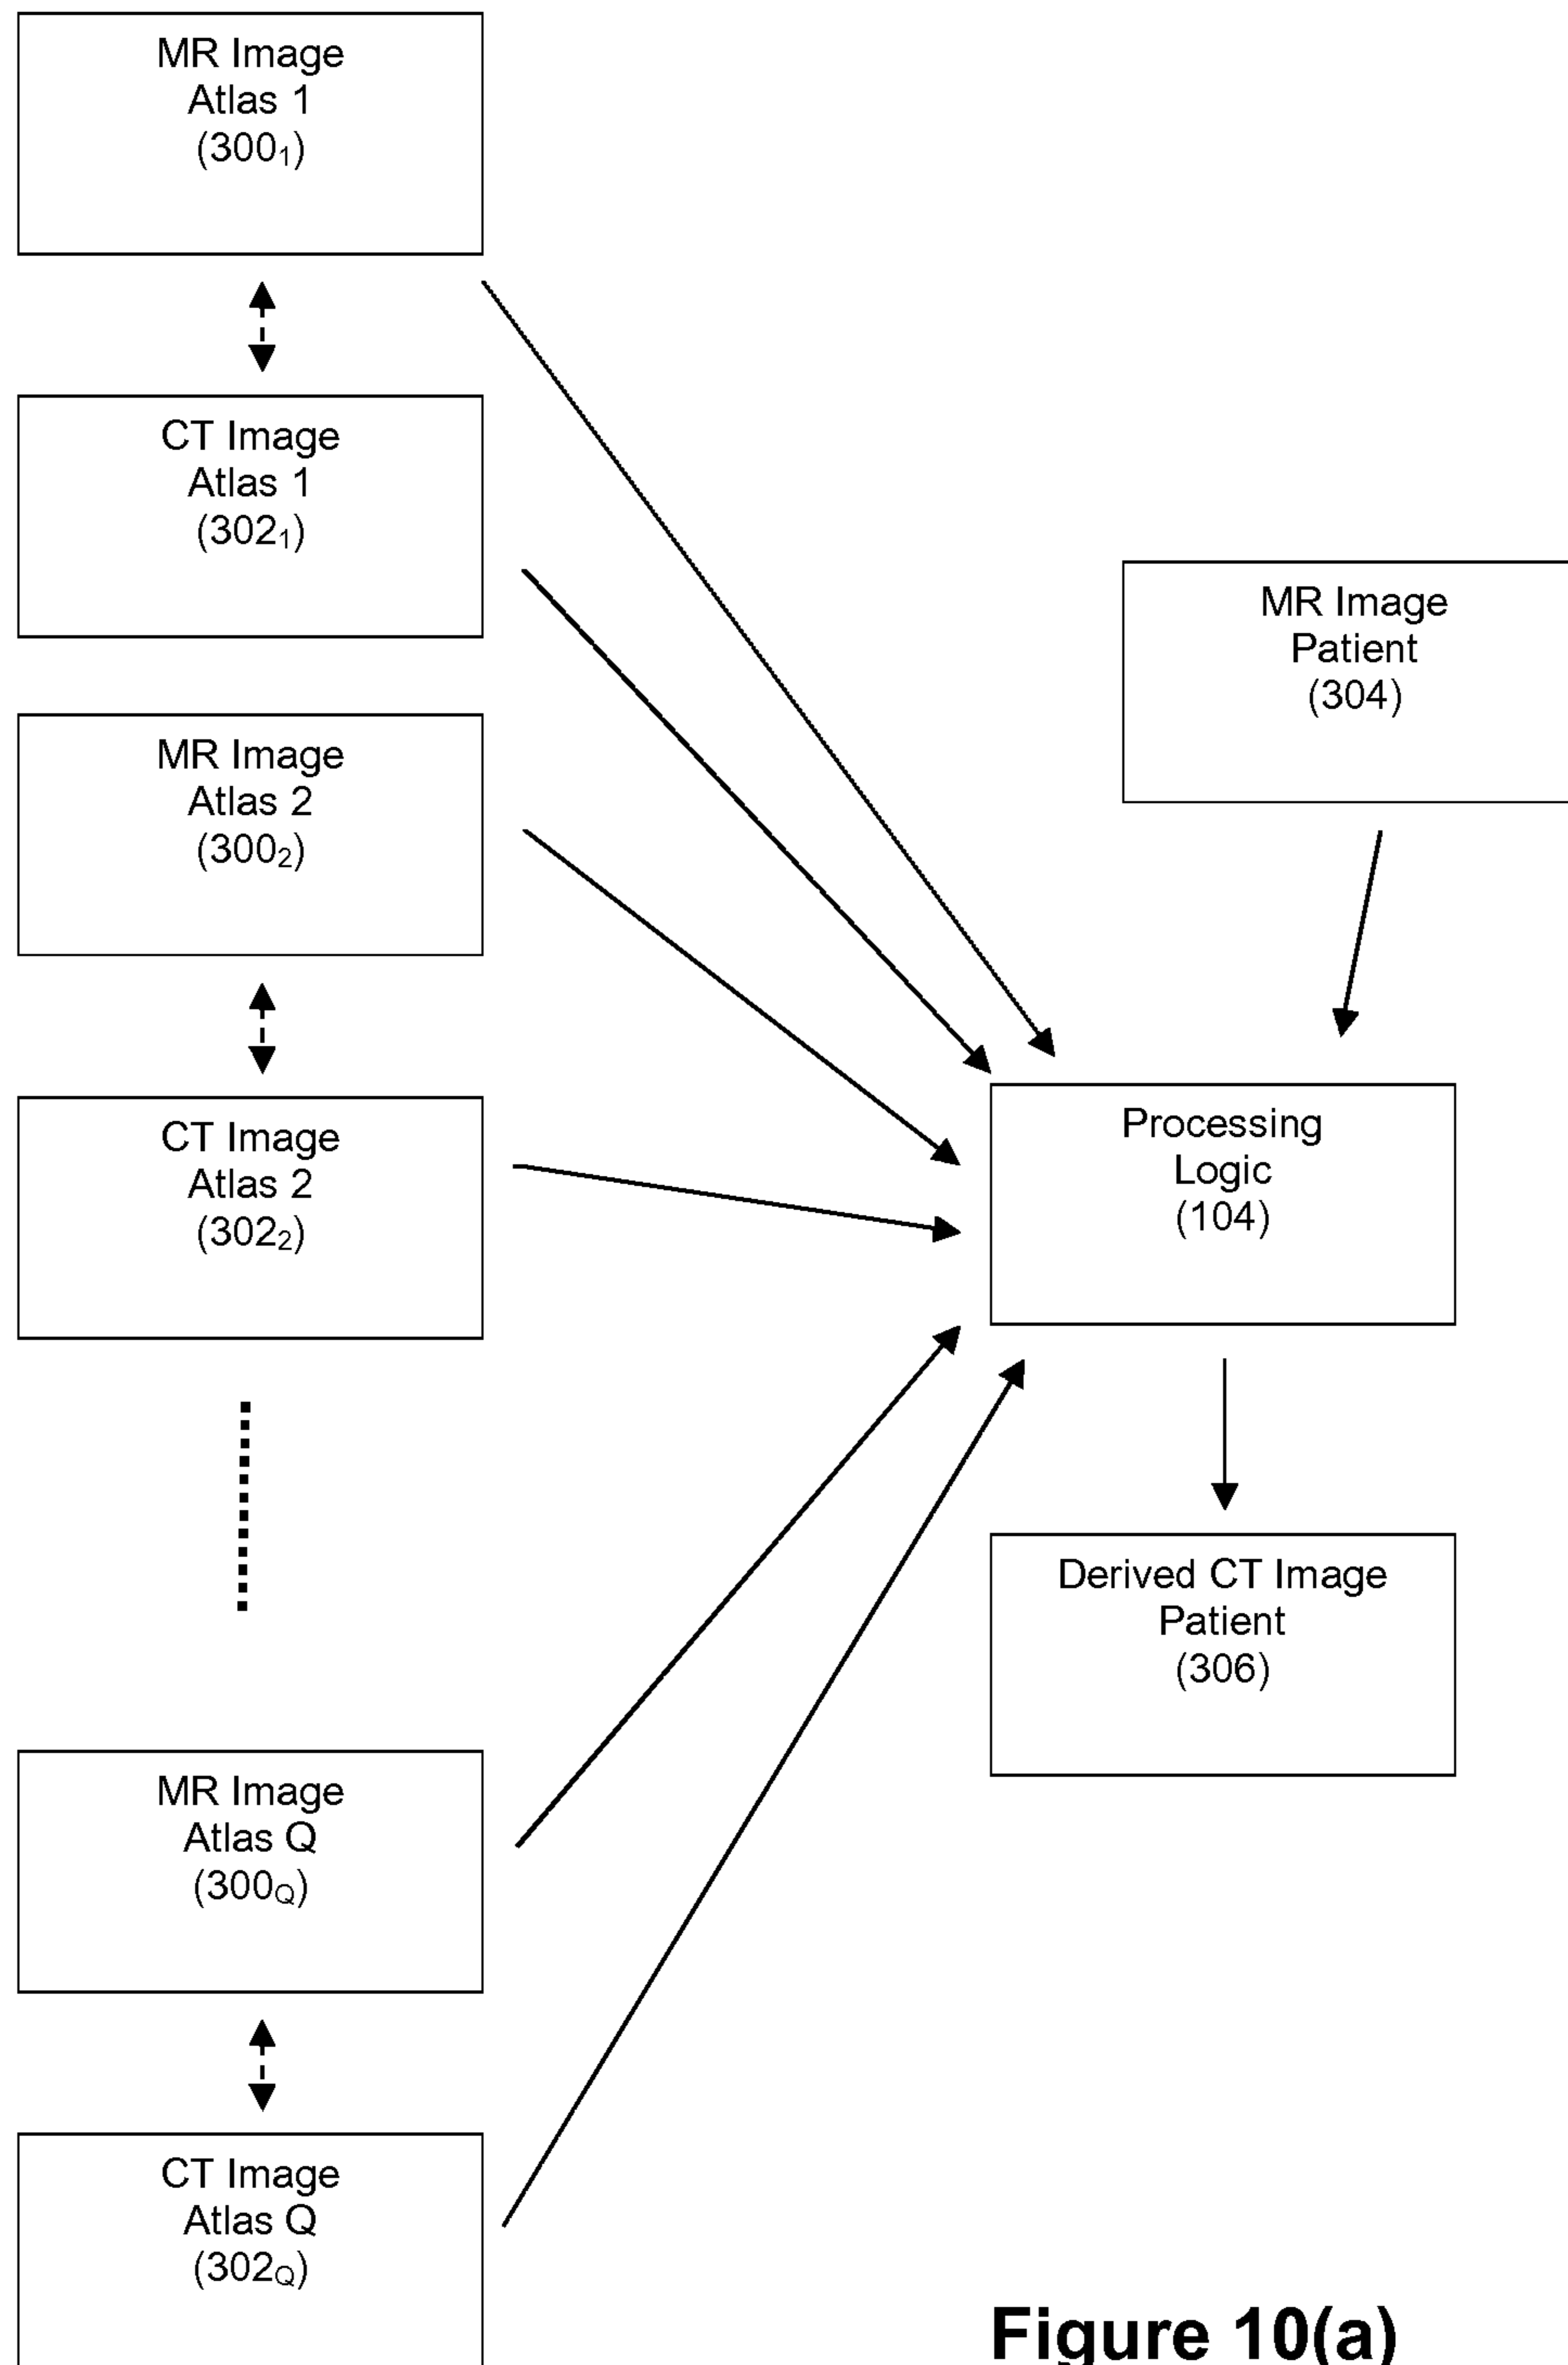 MR Image
Atlas 1
(300₁)
CT Image
Atlas 1
(302₁)
MR Image
Atlas 2
(300₂)
CT Image
Atlas 2
(302₂)
MR Image
Atlas Q
(300Q)
CT Image
Atlas Q
(302Q)
MR Image
Patient
(304)
Processing
Logic
(104)
Derived CT Image
Patient
(306)
Figure 10(a)